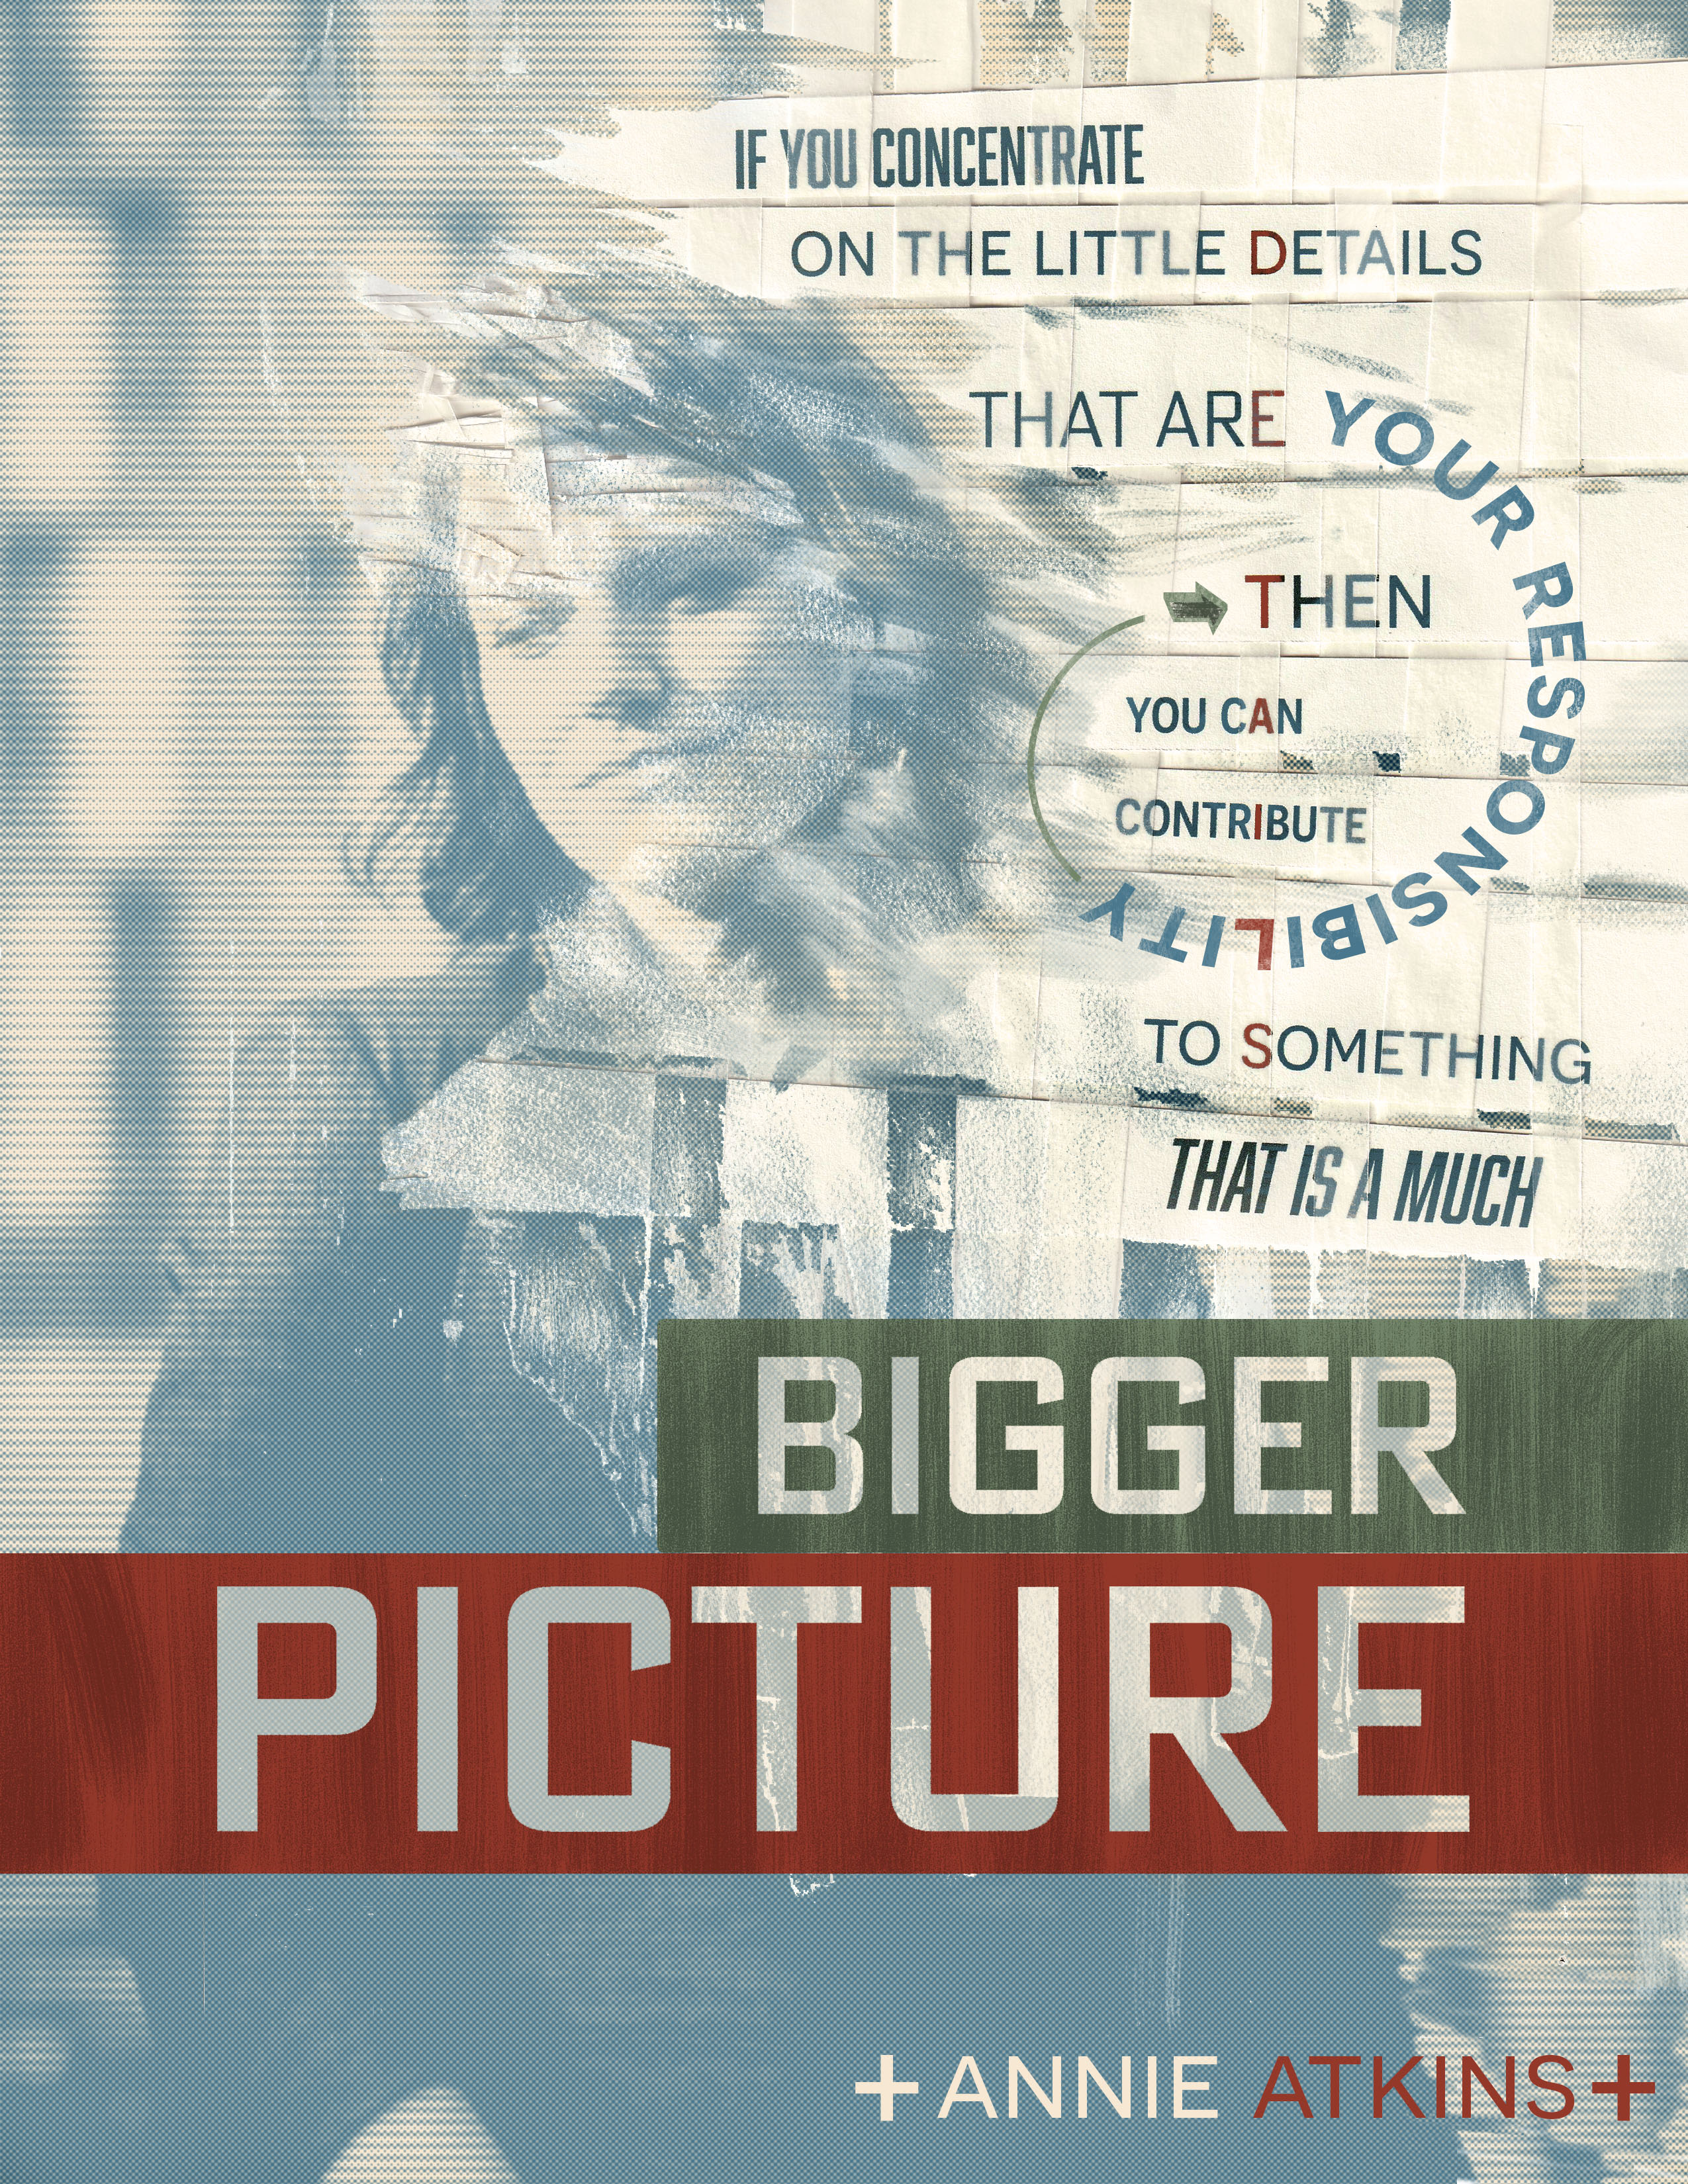 IF YOU CONCENTRATE
ON THE LITTLE DETAILS
THAT ARE YOUR RESPONSIBILITY
THEN
YOU CAN
CONTRIBUTE
TO SOMETHING
THAT IS A MUCH
BIGGER
PICTURE
+ANNIE ATKINS+